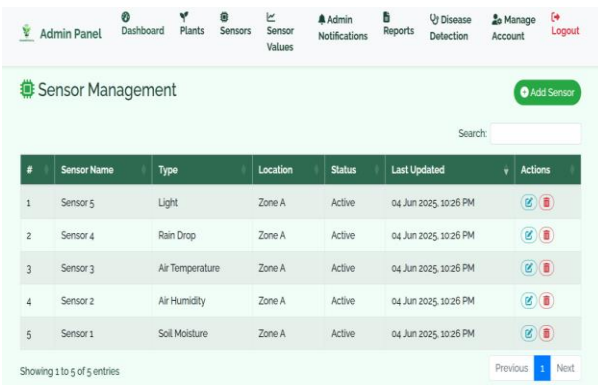 Admin Panel
Dashboard
Plants
Sensors
Sensor
Values
Admin
Notifications
Reports
Disease
Detection
Manage
Account
Logout
Sensor Management
Add Sensor
Search:
# Sensor Name Type Location Status Last Updated Actions
1 Sensor 5 Light Zone A Active 04 Jun 2025, 10:26 PM
2 Sensor 4 Rain Drop Zone A Active 04 Jun 2025, 10:26 PM
3 Sensor 3 Air Temperature Zone A Active 04 Jun 2025, 10:26 PM
4 Sensor 2 Air Humidity Zone A Active 04 Jun 2025, 10:26 PM
5 Sensor 1 Soil Moisture Zone A Active 04 Jun 2025, 10:26 PM
Showing 1 to 5 of 5 entries
Previous 1 Next